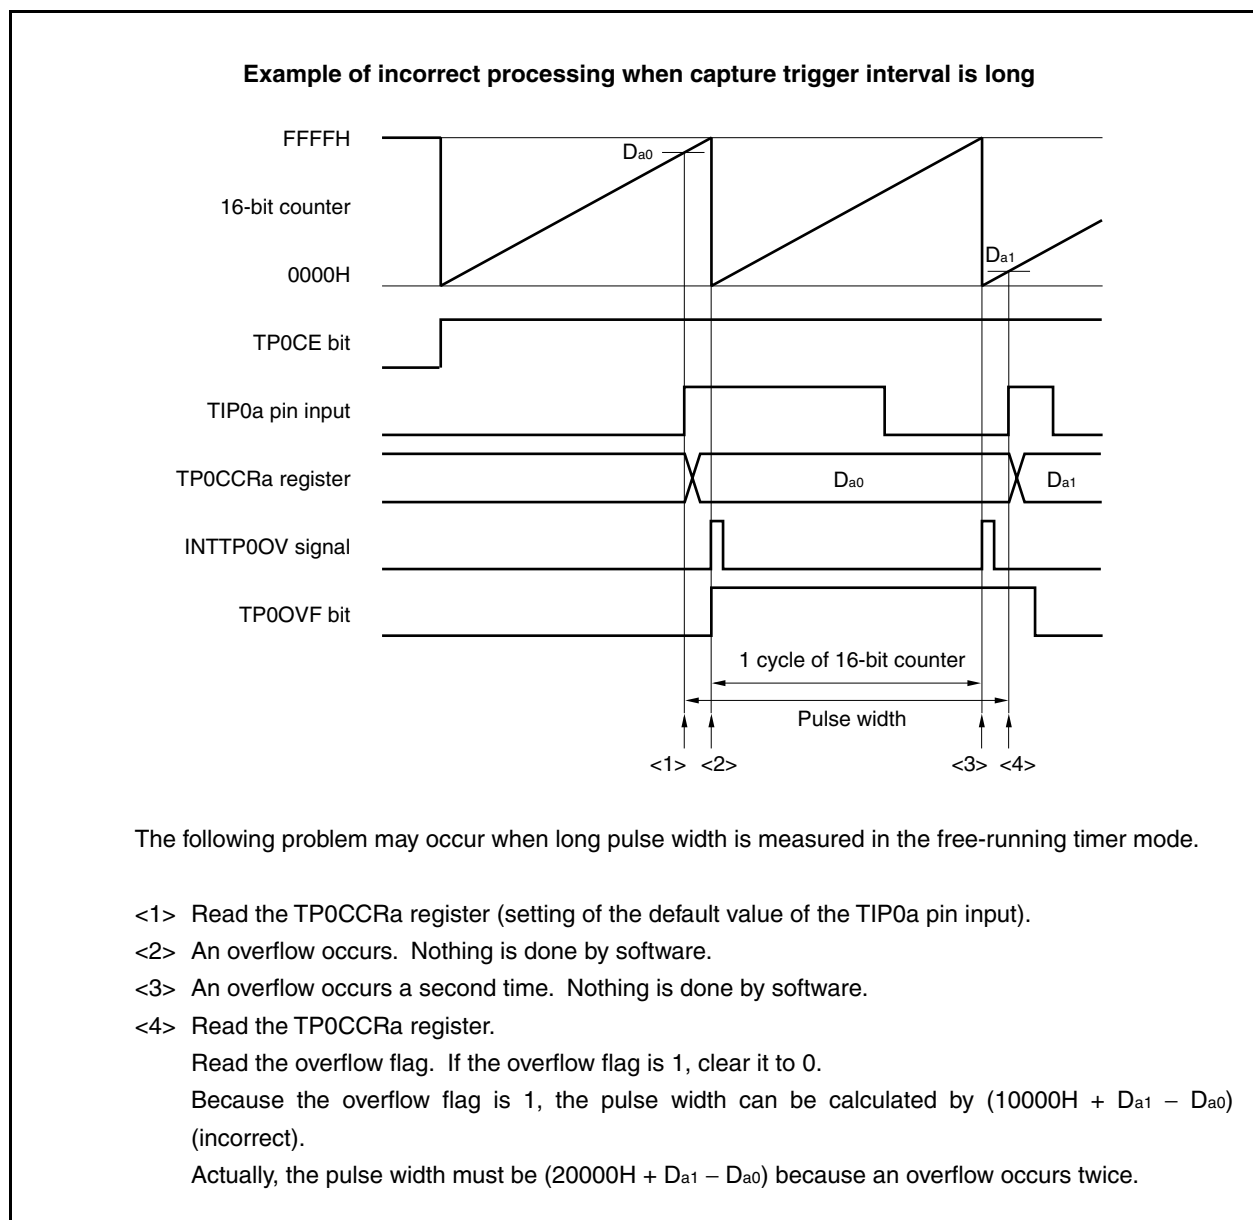 Example of incorrect processing when capture trigger interval is long
FFFFH
Da0
16-bit counter
Da1
0000H
TP0CE bit
TIP0a pin input
TP0CCRa register
Da0
Da1
INTTP0OV signal
TP0OVF bit
1 cycle of 16-bit counter
Pulse width
<1> <2> <3> <4>
The following problem may occur when long pulse width is measured in the free-running timer mode.
<1> Read the TP0CCRa register (setting of the default value of the TIP0a pin input).
<2> An overflow occurs. Nothing is done by software.
<3> An overflow occurs a second time. Nothing is done by software.
<4> Read the TP0CCRa register.
Read the overflow flag. If the overflow flag is 1, clear it to 0.
Because the overflow flag is 1, the pulse width can be calculated by (10000H + Da1 − Da0)
(incorrect).
Actually, the pulse width must be (20000H + Da1 − Da0) because an overflow occurs twice.